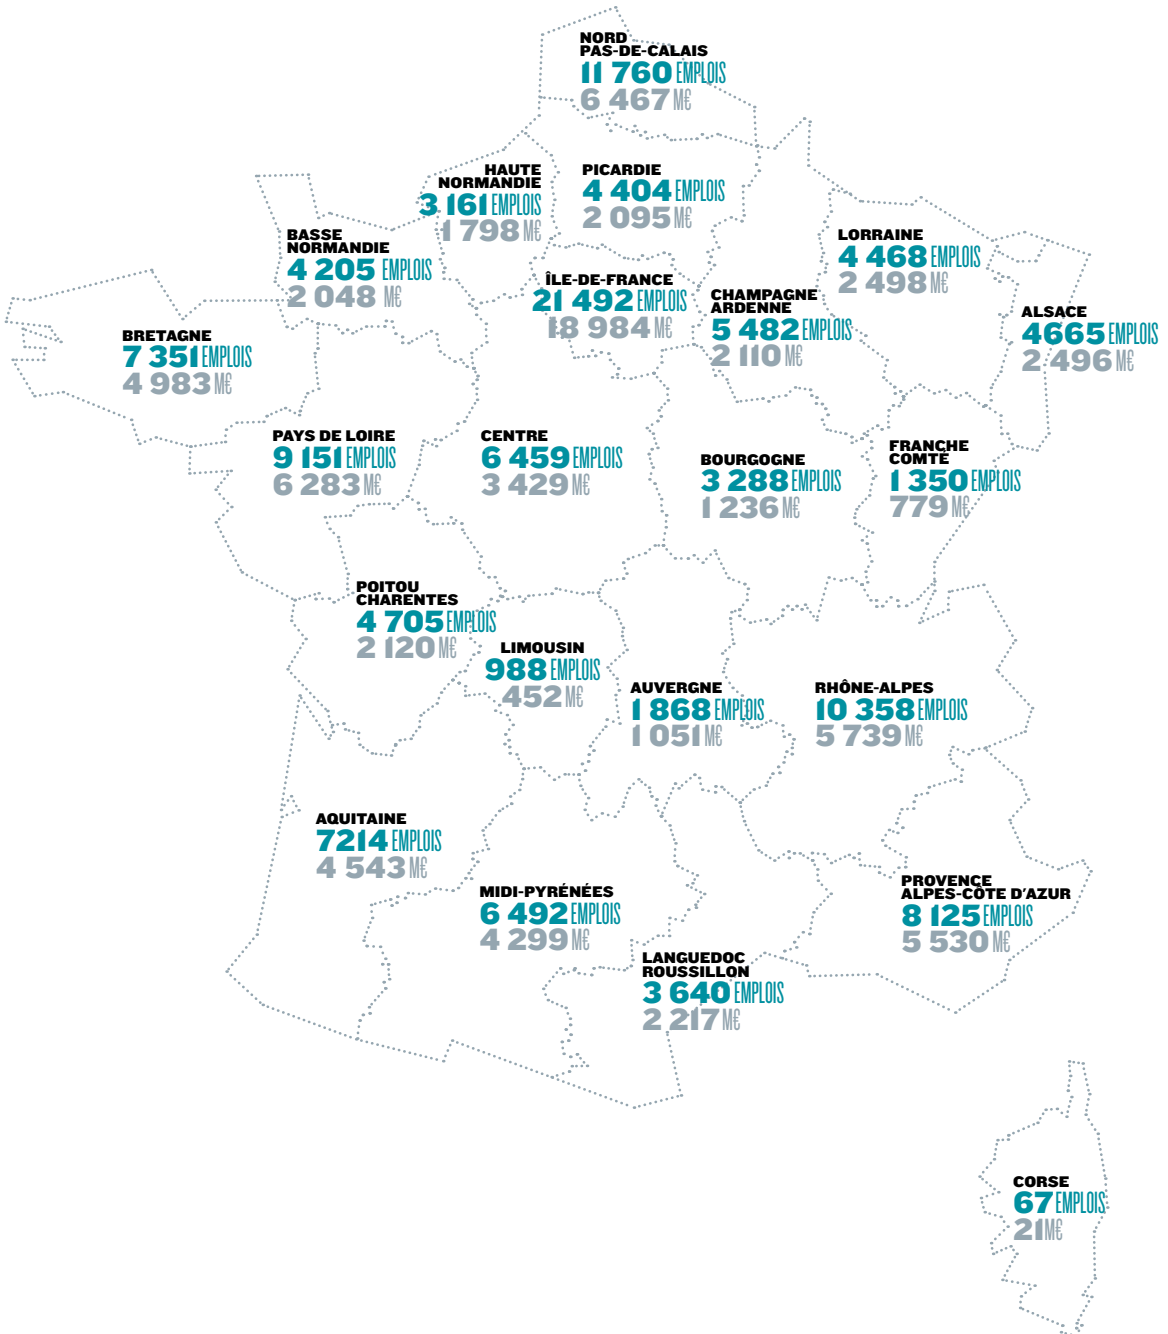 NORD
PAS-DE-CALAIS
11 760 EMPLOIS
6 467 M€
HAUTE
NORMANDIE
3 161 EMPLOIS
1 798 M€
PICARDIE
4 404 EMPLOIS
2 095 M€
BASSE
NORMANDIE
4 205 EMPLOIS
2 048 M€
LORRAINE
4 468 EMPLOIS
2 498 M€
ÎLE-DE-FRANCE
21 492 EMPLOIS
18 984 M€
CHAMPAGNE
ARDENNE
5 482 EMPLOIS
2 110 M€
ALSACE
4665 EMPLOIS
2 496 M€
BRETAGNE
7 351 EMPLOIS
4 983 M€
PAYS DE LOIRE
9 151 EMPLOIS
6 283 M€
CENTRE
6 459 EMPLOIS
3 429 M€
BOURGOGNE
3 288 EMPLOIS
1 236 M€
FRANCHE
COMTÉ
1 350 EMPLOIS
779 M€
POITOU
CHARENTES
4 705 EMPLOIS
2 120 M€
LIMOUSIN
988 EMPLOIS
452 M€
AUVERGNE
1 868 EMPLOIS
1 051 M€
RHÔNE-ALPES
10 358 EMPLOIS
5 739 M€
AQUITAINE
7214 EMPLOIS
4 543 M€
MIDI-PYRÉNÉES
6 492 EMPLOIS
4 299 M€
PROVENCE
ALPES-CÔTE D'AZUR
8 125 EMPLOIS
5 530 M€
LANGUEDOC
ROUSSILLON
3 640 EMPLOIS
2 217 M€
CORSE
67 EMPLOIS
21 M€